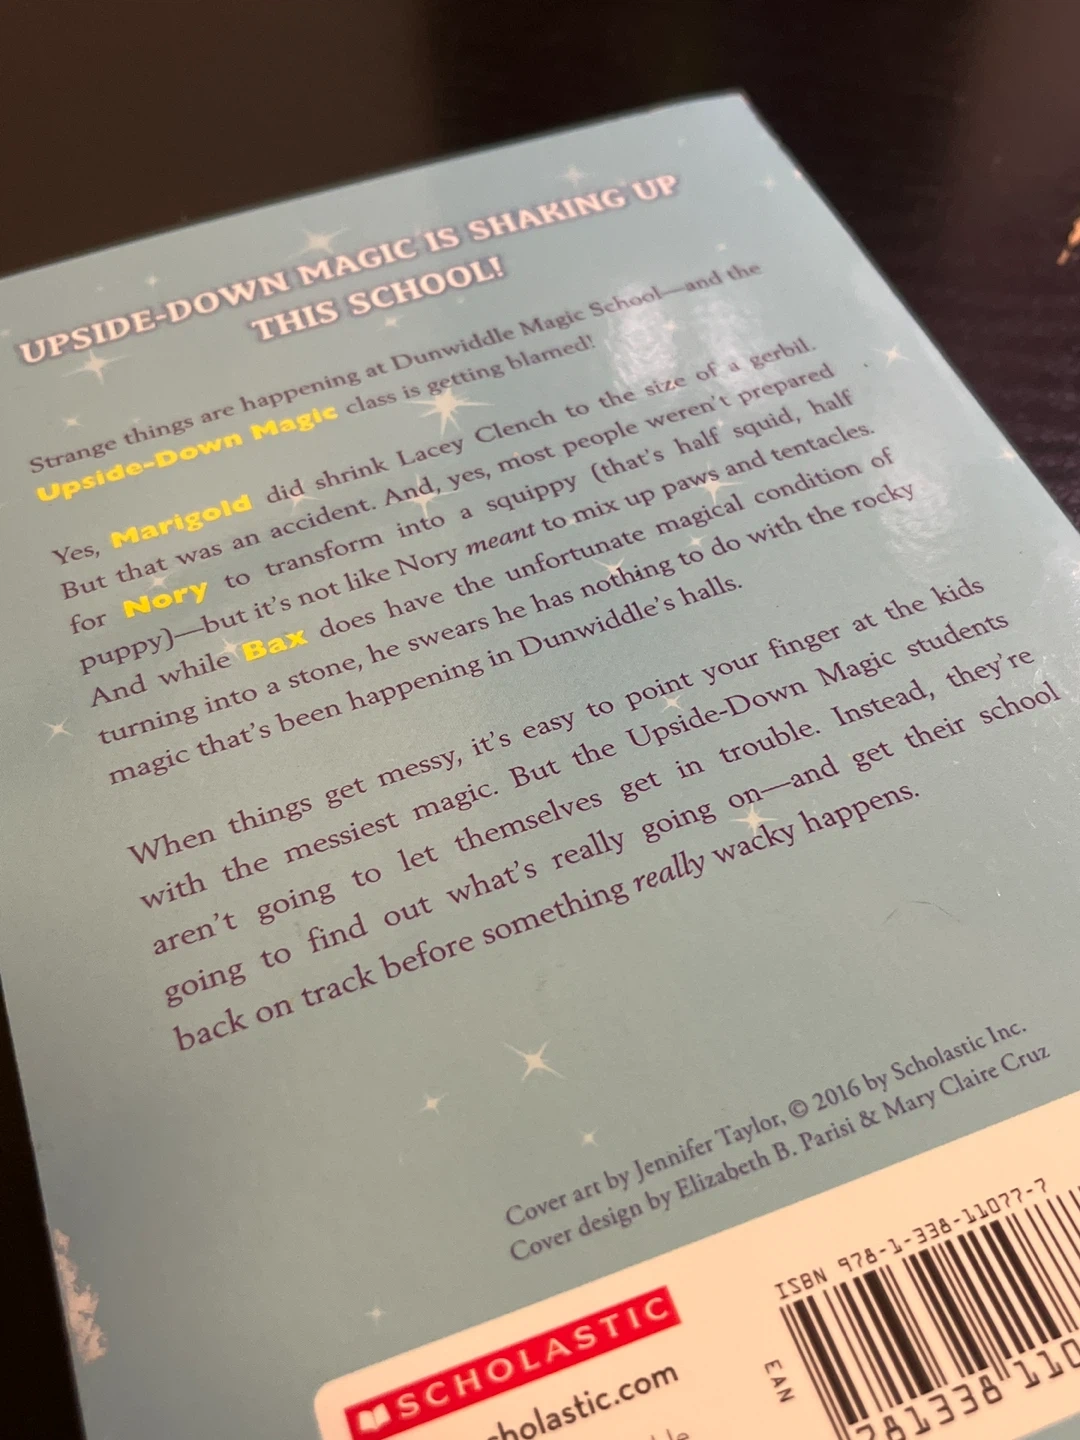 UPSIDE-DOWN MAGIC IS SHAKING UP
THIS SCHOOL!
Strange things are happening at Dunwiddle Magic School—and the
Upside-Down Magic class is getting blamed!
Yes, Marigold did shrink Lacey Clench to the size of a gerbil.
But that was an accident. And, yes, most people weren't prepared
for Nory to transform into a squippy (that's half squid, half
puppy)—but it's not like Nory meant to mix up paws and tentacles.
And while Bax does have the unfortunate magical condition of
turning into a stone, he swears he has nothing to do with the rocky
magic that's been happening in Dunwiddle's halls.
When things get messy, it's easy to point your finger at the kids
with the messiest magic. But the Upside-Down Magic students
aren't going to let themselves get in trouble. Instead, they're
going to find out what's really going on—and get their school
back on track before something really wacky happens.
Cover art by Jennifer Taylor, © 2016 by Scholastic Inc.
Cover design by Elizabeth B. Parisi & Mary Claire Cruz
ISBN 978-1-338-11077-7
SCHOLASTIC
cholastic.com
EAN
781338 110